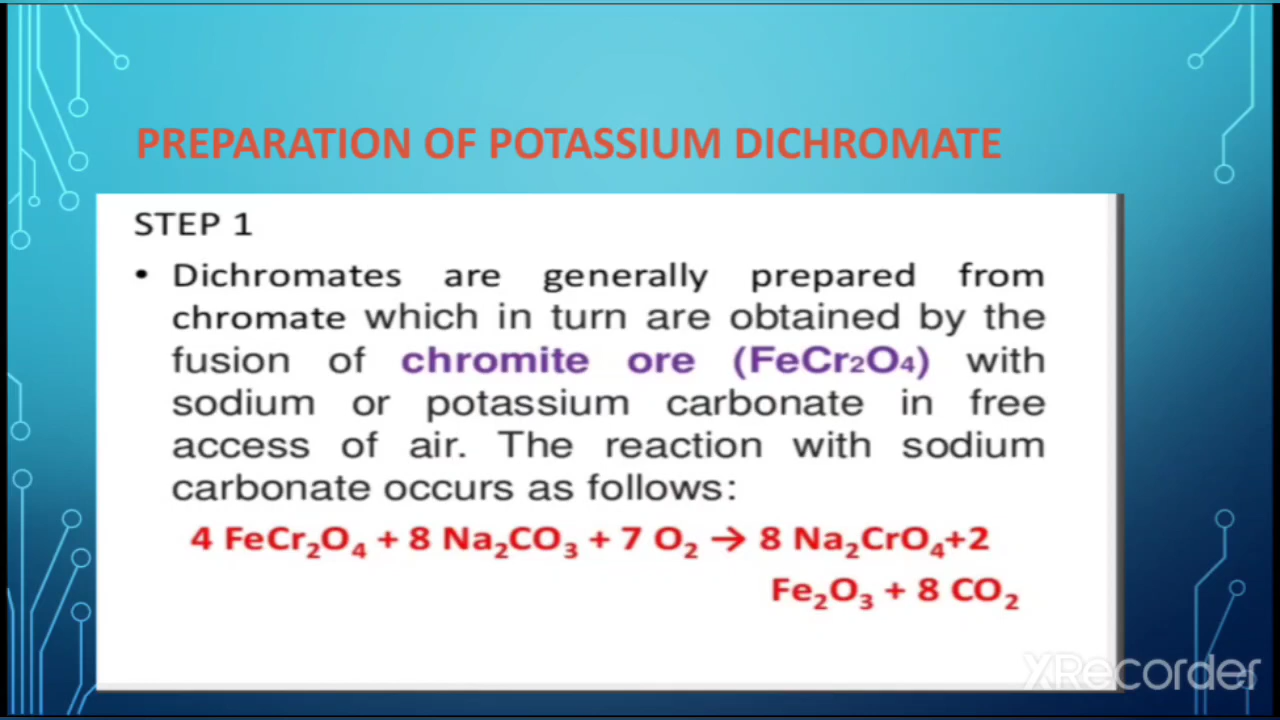 PREPARATION OF POTASSIUM DICHROMATE
STEP 1
• Dichromates are generally prepared from
chromate which in turn are obtained by the
fusion of chromite ore (FeCr₂O₄) with
sodium or potassium carbonate in free
access of air. The reaction with sodium
carbonate occurs as follows:
4 FeCr₂O₄ + 8 Na₂CO₃ + 7 O₂ → 8 Na₂CrO₄+2
Fe₂O₃ + 8 CO₂
XRecorder